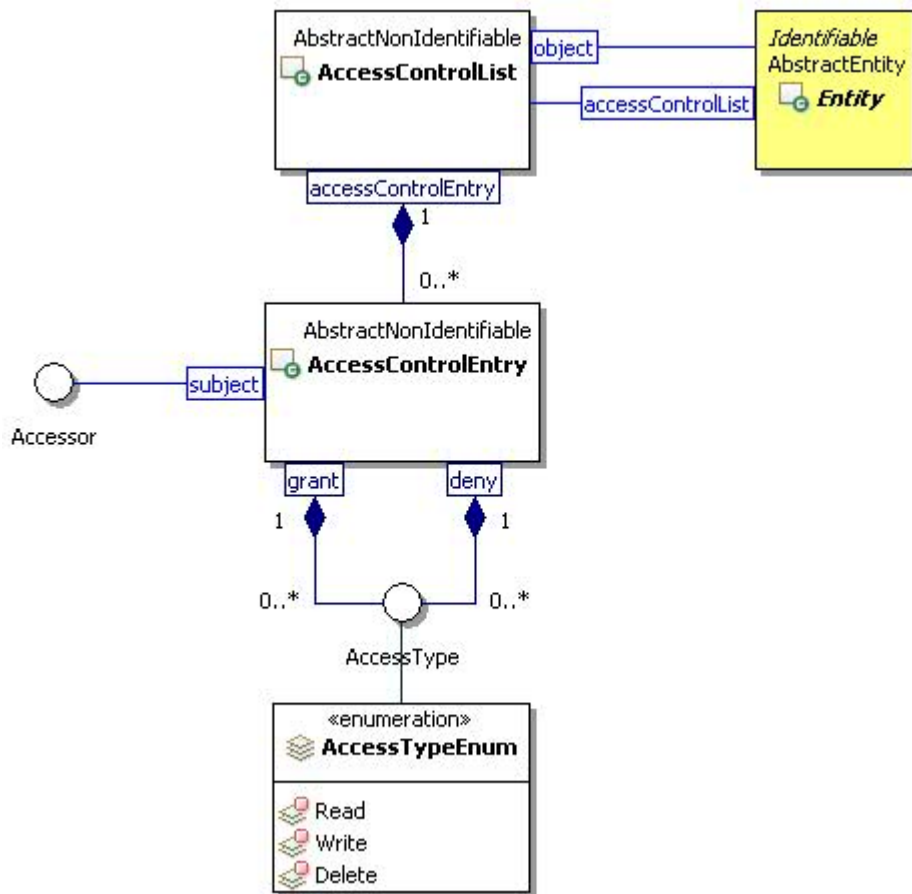 AbstractNonIdentifiable
AccessControlList
object
accessControlList
Identifiable
AbstractEntity
Entity
accessControlEntry
1
0..*
AbstractNonIdentifiable
AccessControlEntry
subject
Accessor
grant
deny
1
1
0..*
0..*
AccessType
«enumeration»
AccessTypeEnum
Read
Write
Delete